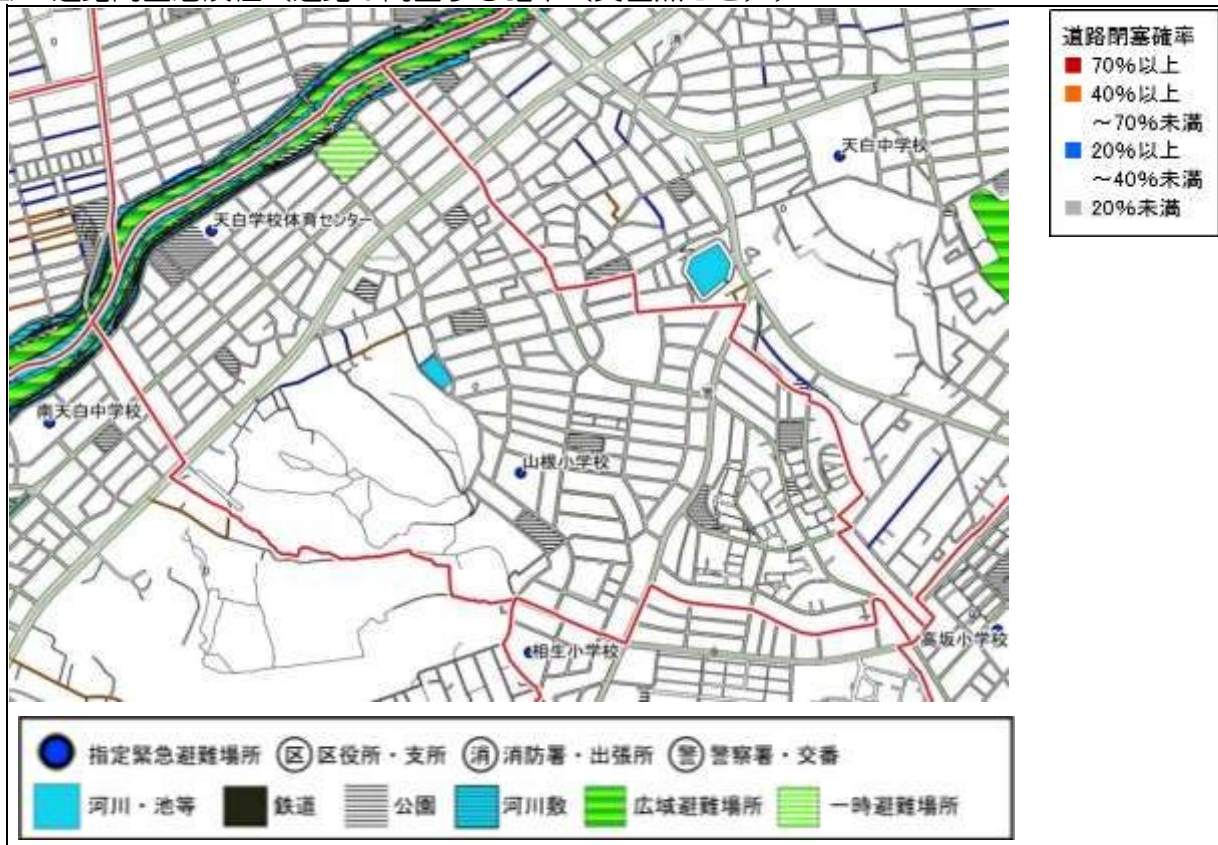 道路閉塞確率
70%以上
40%以上
～70%未満
20%以上
～40%未満
20%未満
消
天白中学校
天白学校体育センター
南天白中学校
山根小学校
相生小学校
高坂小学校
指定緊急避難場所 区 区役所・支所 消 消防署・出張所 警 警察署・交番
河川・池等 鉄道 公園 河川敷 広域避難場所 一時避難場所